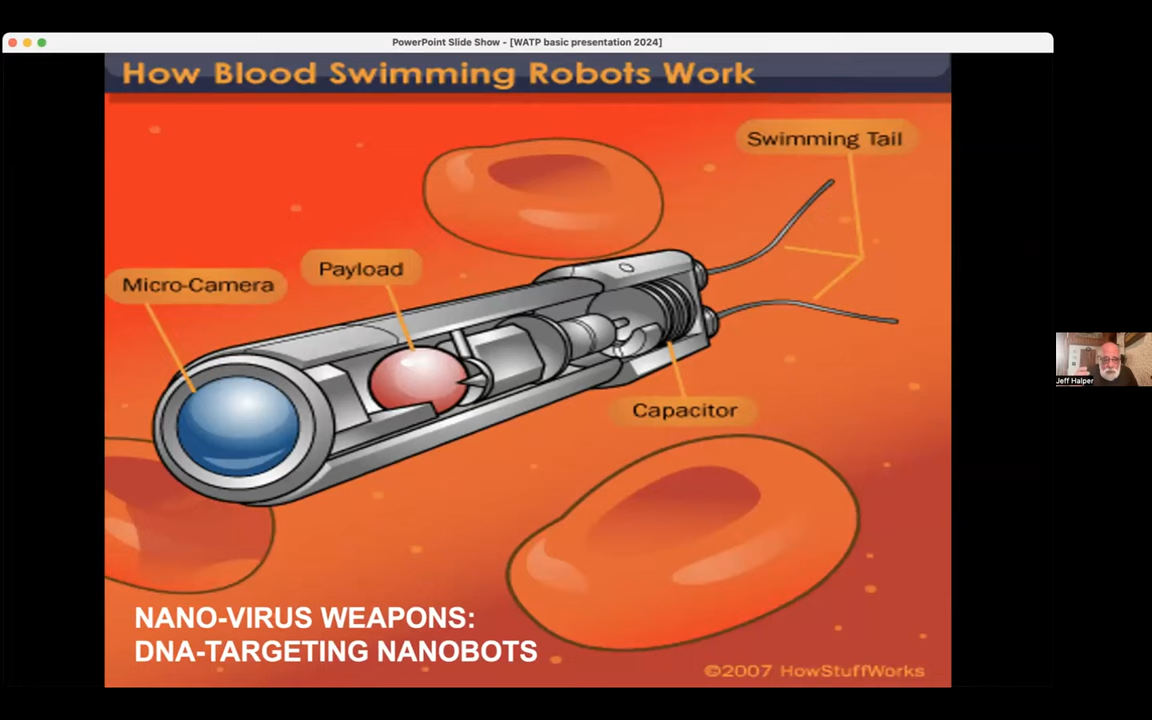 PowerPoint Slide Show - [WATP basic presentation 2024]
How Blood Swimming Robots Work
Swimming Tail
Payload
Micro-Camera
Jeff Halper
Capacitor
NANO-VIRUS WEAPONS:
DNA-TARGETING NANOBOTS
©2007 HowStuffWorks